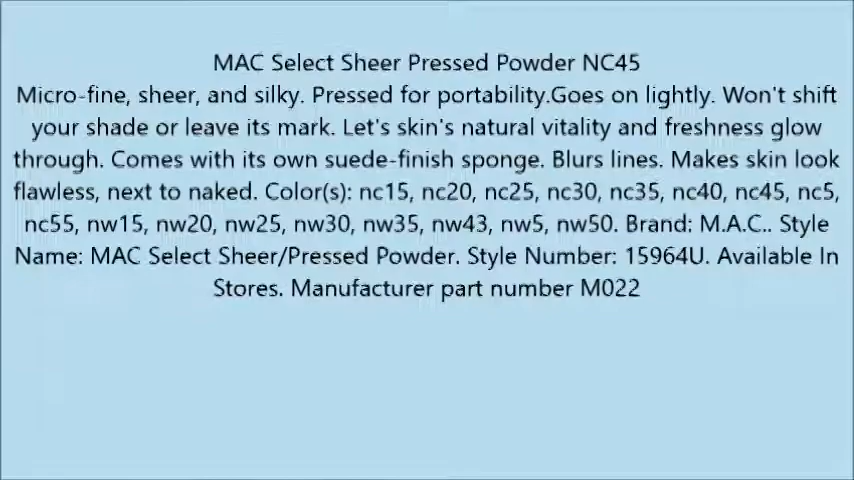 MAC Select Sheer Pressed Powder NC45
Micro-fine, sheer, and silky. Pressed for portability.Goes on lightly. Won't shift
your shade or leave its mark. Let's skin's natural vitality and freshness glow
through. Comes with its own suede-finish sponge. Blurs lines. Makes skin look
flawless, next to naked. Color(s): nc15, nc20, nc25, nc30, nc35, nc40, nc45, nc5,
nc55, nw15, nw20, nw25, nw30, nw35, nw43, nw5, nw50. Brand: M.A.C.. Style
Name: MAC Select Sheer/Pressed Powder. Style Number: 15964U. Available In
Stores. Manufacturer part number M022